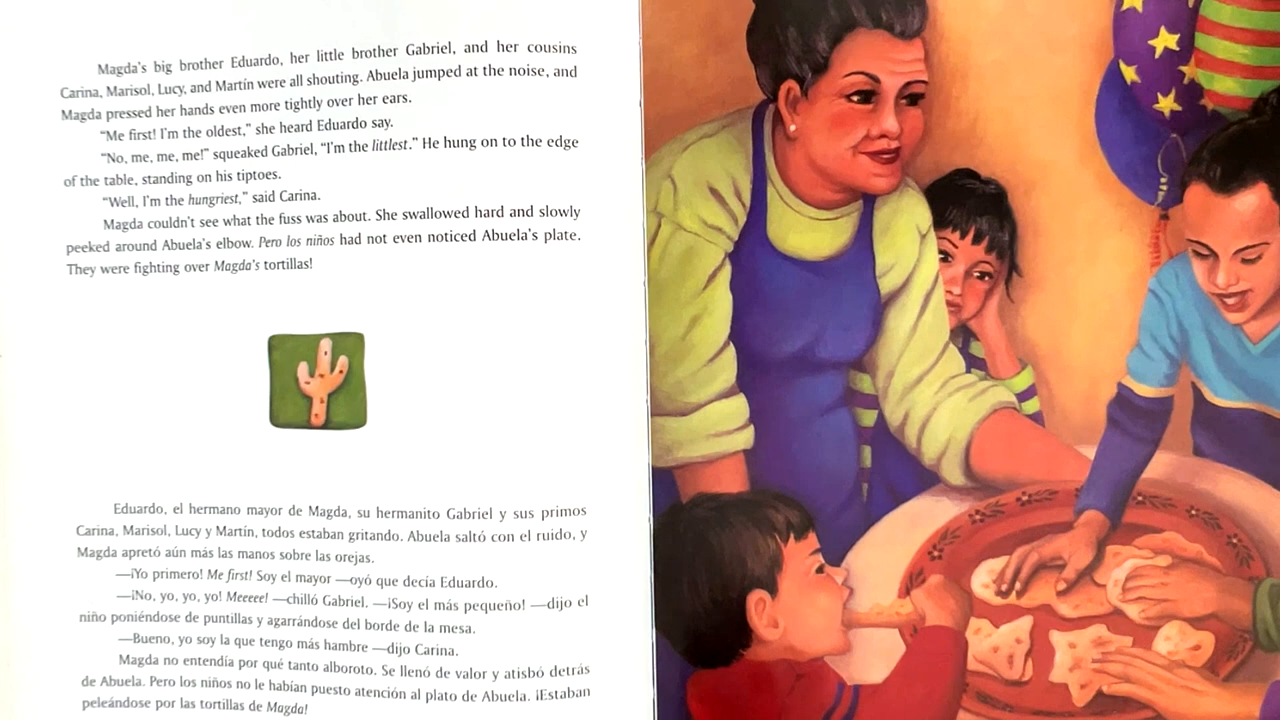 Magda's big brother Eduardo, her little brother Gabriel, and her cousins
Carina, Marisol, Lucy, and Martín were all shouting. Abuela jumped at the noise, and
Magda pressed her hands even more tightly over her ears.
“Me first! I'm the oldest,” she heard Eduardo say.
“No, me, me, me!” squeaked Gabriel, “I'm the littlest.” He hung on to the edge
of the table, standing on his tiptoes.
“Well, I'm the hungriest,” said Carina.
Magda couldn't see what the fuss was about. She swallowed hard and slowly
peeked around Abuela's elbow. Pero los niños had not even noticed Abuela's plate.
They were fighting over Magda's tortillas!
Eduardo, el hermano mayor de Magda, su hermanito Gabriel y sus primos
Carina, Marisol, Lucy y Martín, todos estaban gritando. Abuela saltó con el ruido, y
Magda apretó aún más las manos sobre las orejas.
—¡Yo primero! Me first! Soy el mayor —oyó que decía Eduardo.
—¡No, yo, yo, yo! Meeeee! —chilló Gabriel, —¡Soy el más pequeño! —dijo el
niño poniéndose de puntillas y agarrándose del borde de la mesa.
—Bueno, yo soy la que tengo más hambre —dijo Carina.
Magda no entendía por qué tanto alboroto. Se llenó de valor y atisbó detrás
de Abuela. Pero los niños no le habían puesto atención al plato de Abuela. ¡Estaban
peleándose por las tortillas de Magda!